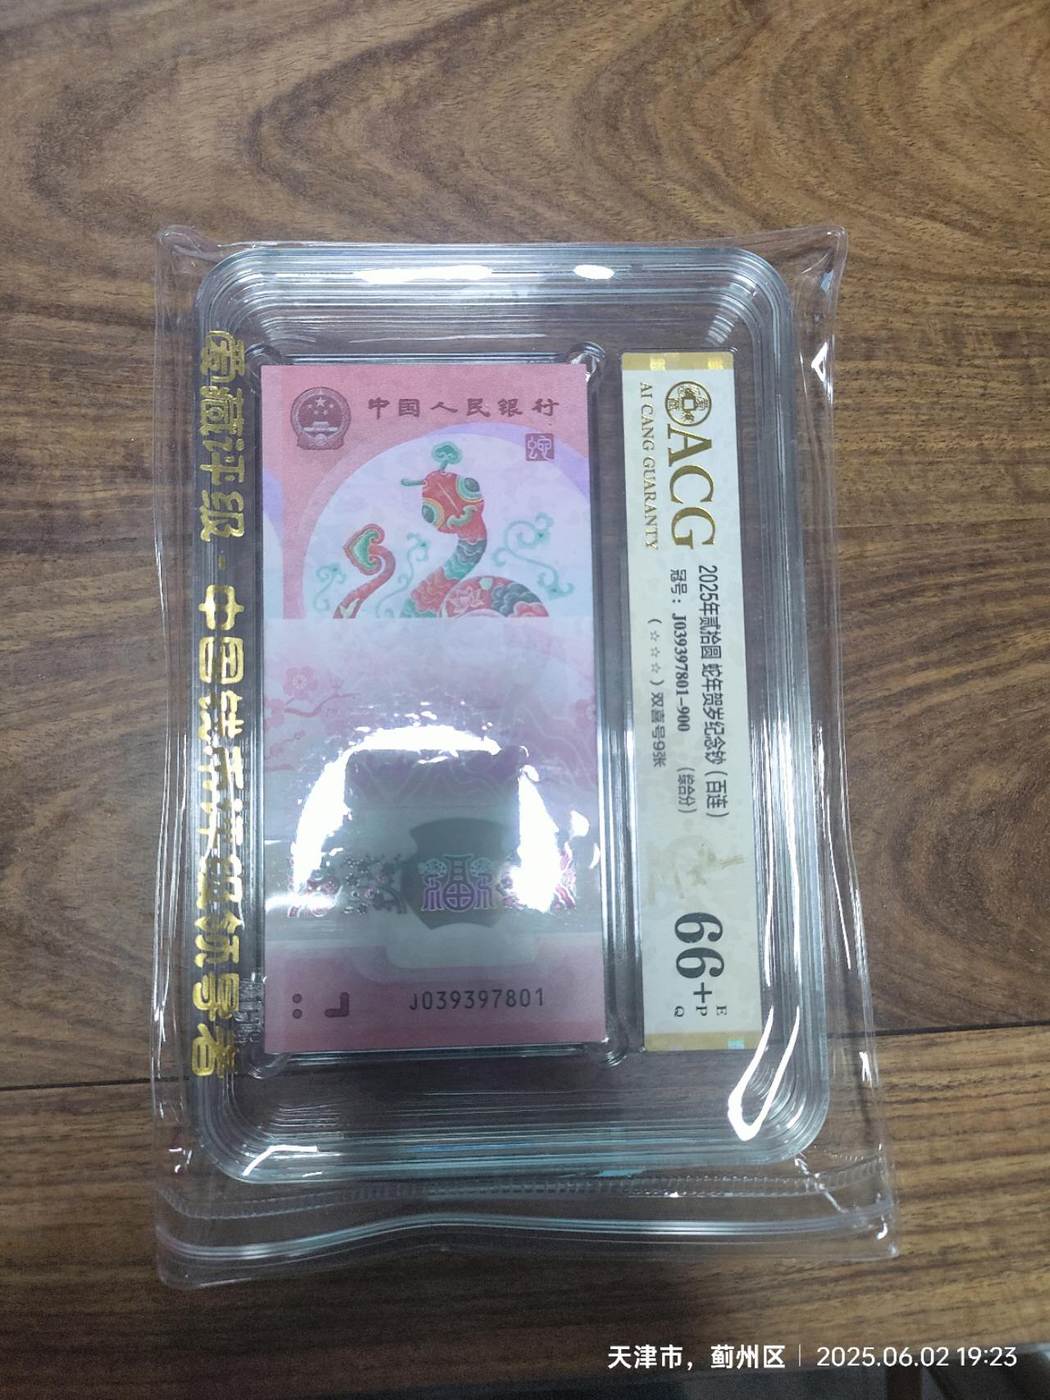 中国人民银行
J039397801
ACG
AI CANG GUARANTY
2025年贰拾圆 蛇年贺岁纪念钞（百连）
冠号：J039397801-900 （综合分）
（☆☆☆）双喜号9张
66+
E
P
Q
爱藏评级 - 中国钱币评级领导者
福
天津市，蓟州区 | 2025.06.02 19:23